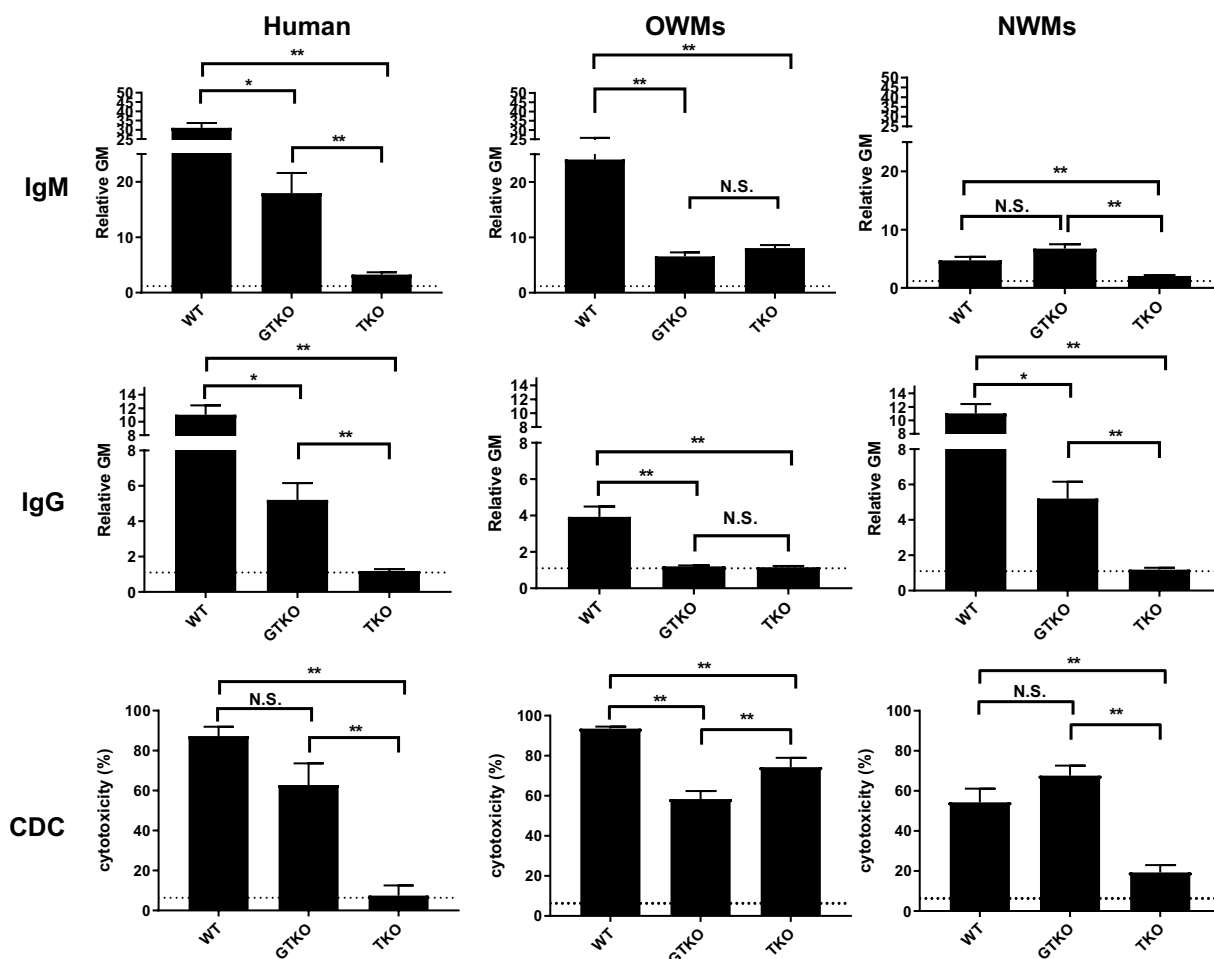 Human
OWMs
NWMs
IgM
Relative GM
50
45
40
35
30
25
20
10
0
**
*
**
WT
GTKO
TKO
Relative GM
50
45
40
35
30
25
20
10
0
**
**
N.S.
WT
GTKO
TKO
Relative GM
50
45
40
35
30
25
20
10
0
**
N.S.
**
WT
GTKO
TKO
IgG
Relative GM
14
12
10
8
8
6
4
2
0
**
*
**
WT
GTKO
TKO
Relative GM
14
12
10
8
8
6
4
2
0
**
**
N.S.
WT
GTKO
TKO
Relative GM
14
12
10
8
8
6
4
2
0
**
*
**
WT
GTKO
TKO
CDC
cytotoxicity (%)
100
80
60
40
20
0
**
N.S.
**
WT
GTKO
TKO
cytotoxicity (%)
100
80
60
40
20
0
**
**
**
WT
GTKO
TKO
cytotoxicity (%)
100
80
60
40
20
0
**
N.S.
**
WT
GTKO
TKO